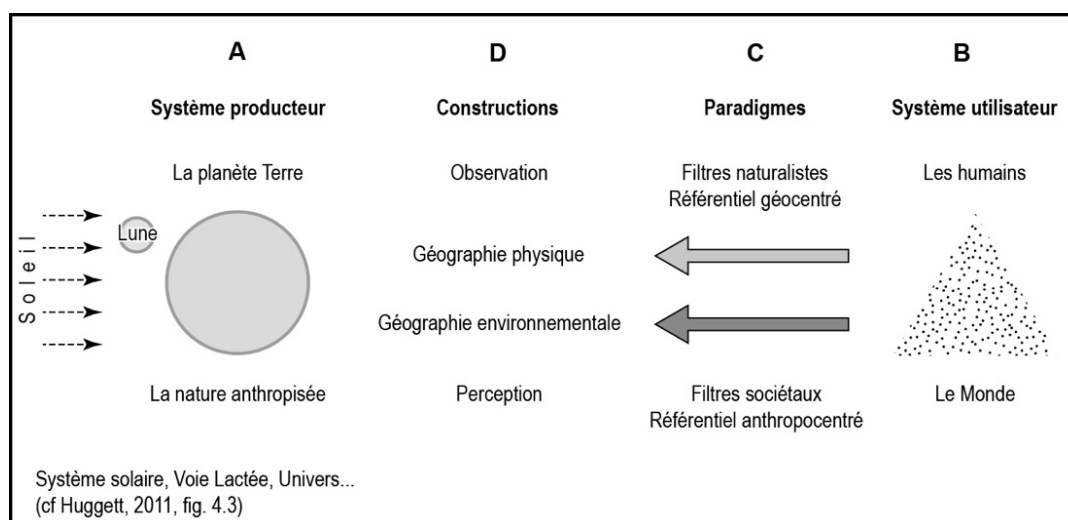 A D C B
Système producteur Constructions Paradigmes Système utilisateur
La planète Terre Observation Filtres naturalistes Les humains
Référentiel géocentré
Soleil
Lune
Géographie physique
Géographie environnementale
La nature anthropisée Perception Filtres sociétaux Le Monde
Référentiel anthropocentré
Système solaire, Voie Lactée, Univers...
(cf Huggett, 2011, fig. 4.3)